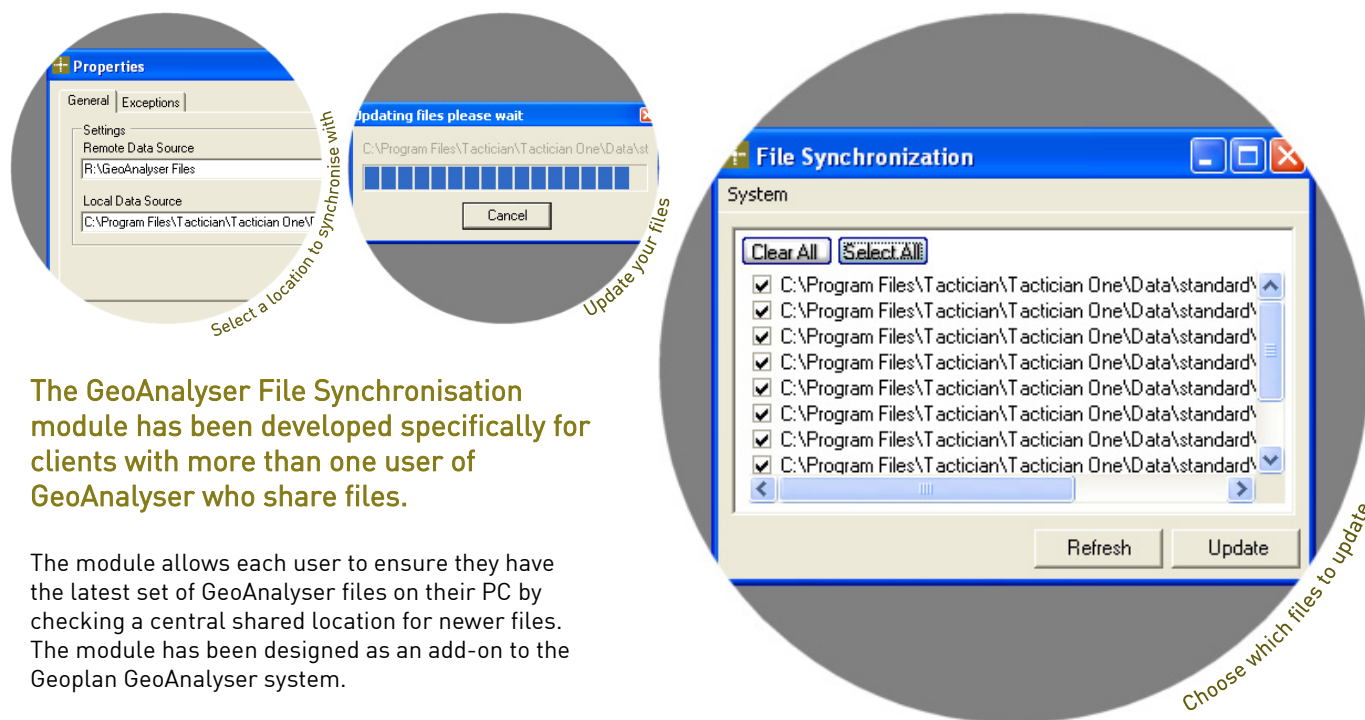 Properties
General Exceptions
Settings
Remote Data Source
R:\GeoAnalyser Files
Local Data Source
C:\Program Files\Tactician\Tactician One\D
Select a location to synchronise with
Updating files please wait
C:\Program Files\Tactician\Tactician One\Data\st
Cancel
Update your files
File Synchronization
System
Clear All Select All
C:\Program Files\Tactician\Tactician One\Data\standard\
C:\Program Files\Tactician\Tactician One\Data\standard\
C:\Program Files\Tactician\Tactician One\Data\standard\
C:\Program Files\Tactician\Tactician One\Data\standard\
C:\Program Files\Tactician\Tactician One\Data\standard\
C:\Program Files\Tactician\Tactician One\Data\standard\
C:\Program Files\Tactician\Tactician One\Data\standard\
C:\Program Files\Tactician\Tactician One\Data\standard\
Refresh Update
Choose which files to update
The GeoAnalyser File Synchronisation
module has been developed specifically for
clients with more than one user of
GeoAnalyser who share files.
The module allows each user to ensure they have
the latest set of GeoAnalyser files on their PC by
checking a central shared location for newer files.
The module has been designed as an add-on to the
Geoplan GeoAnalyser system.